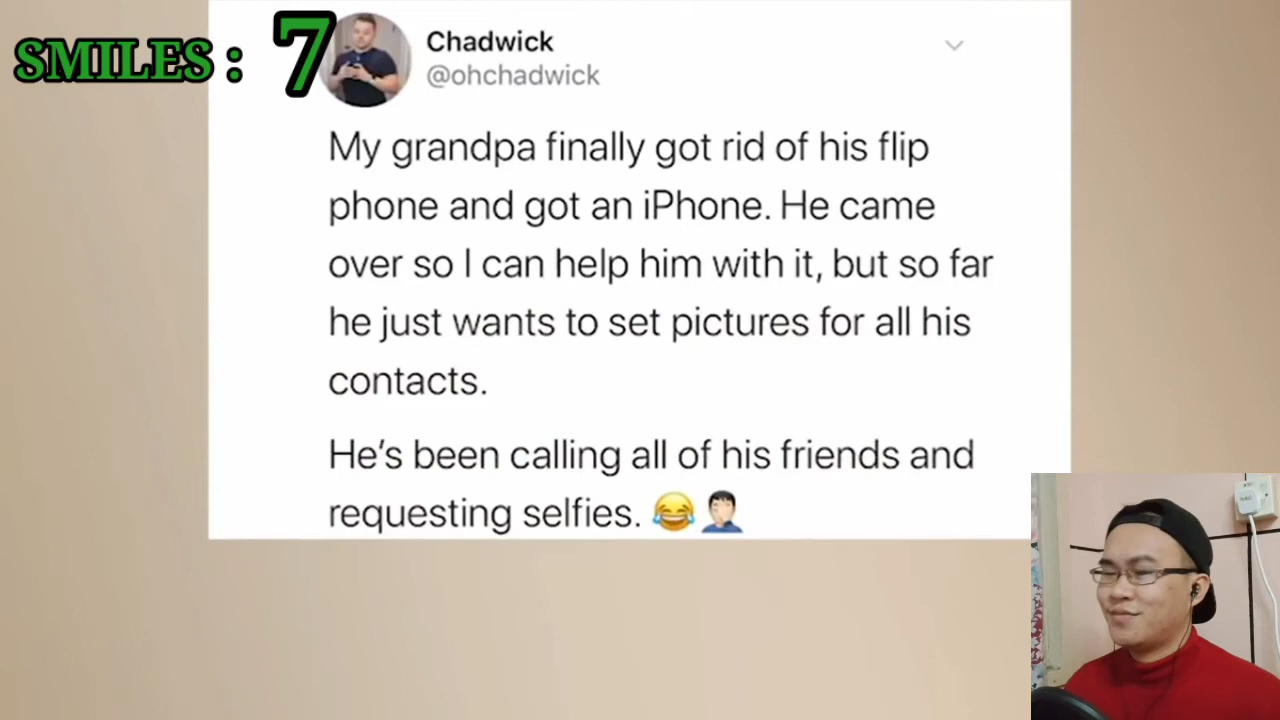 SMILES : 7
Chadwick
@ohchadwick
My grandpa finally got rid of his flip
phone and got an iPhone. He came
over so I can help him with it, but so far
he just wants to set pictures for all his
contacts.
He's been calling all of his friends and
requesting selfies. 😂🤦🏻‍♂️